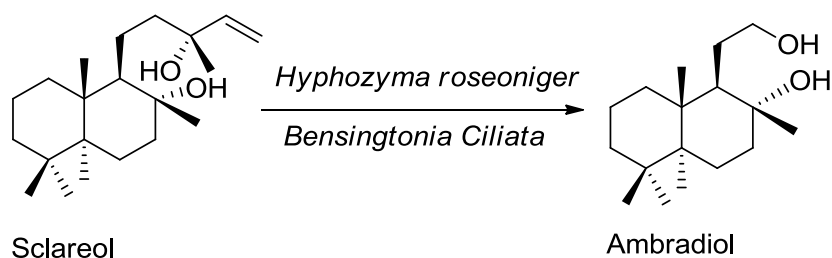 HO
OH
Hyphozyma roseoniger
Bensingtonia Ciliata
OH
OH
Sclareol
Ambradiol